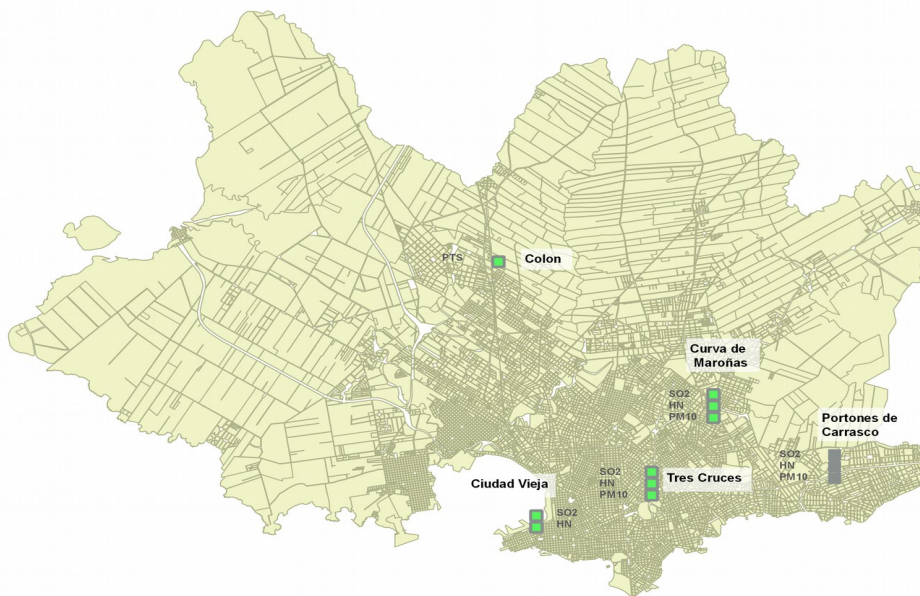 PTS
Colon
Curva de
Maroñas
SO2
HN
PM10
Portones de
Carrasco
SO2
HN
PM10
SO2
HN
PM10
Tres Cruces
Ciudad Vieja
SO2
HN